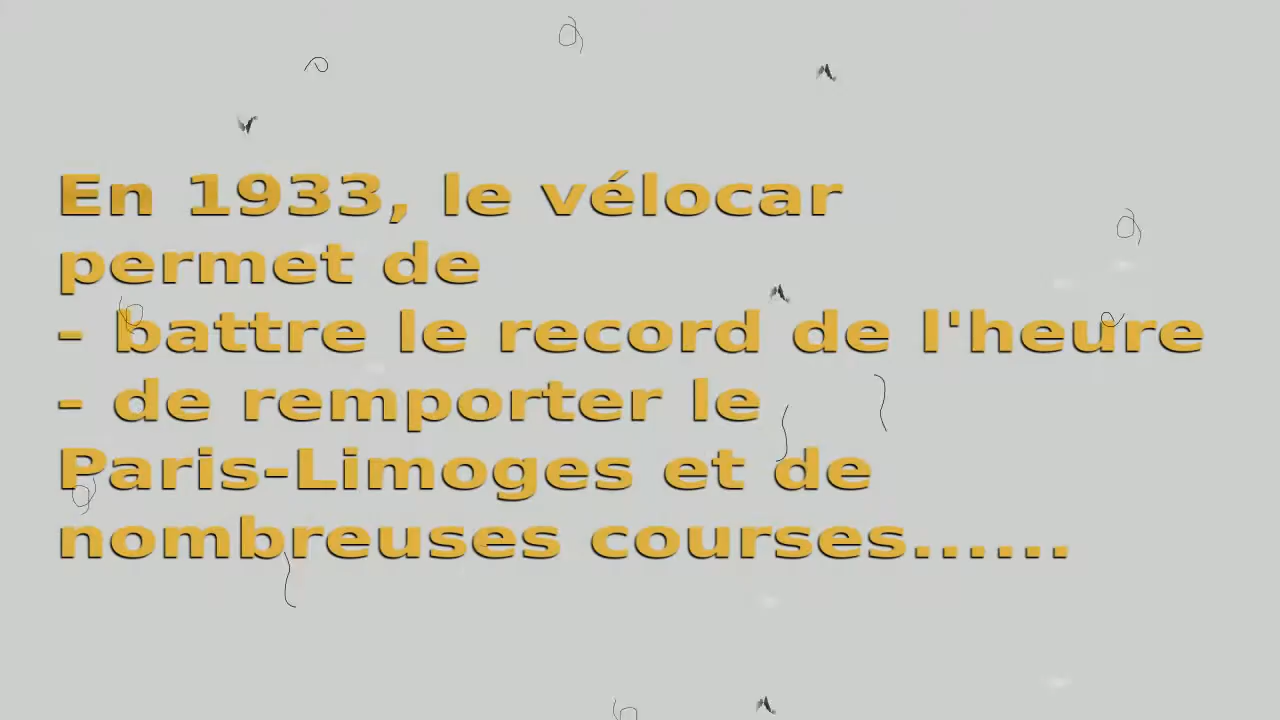 En 1933, le vélocar
permet de
- battre le record de l'heure
- de remporter le
Paris-Limoges et de
nombreuses courses......